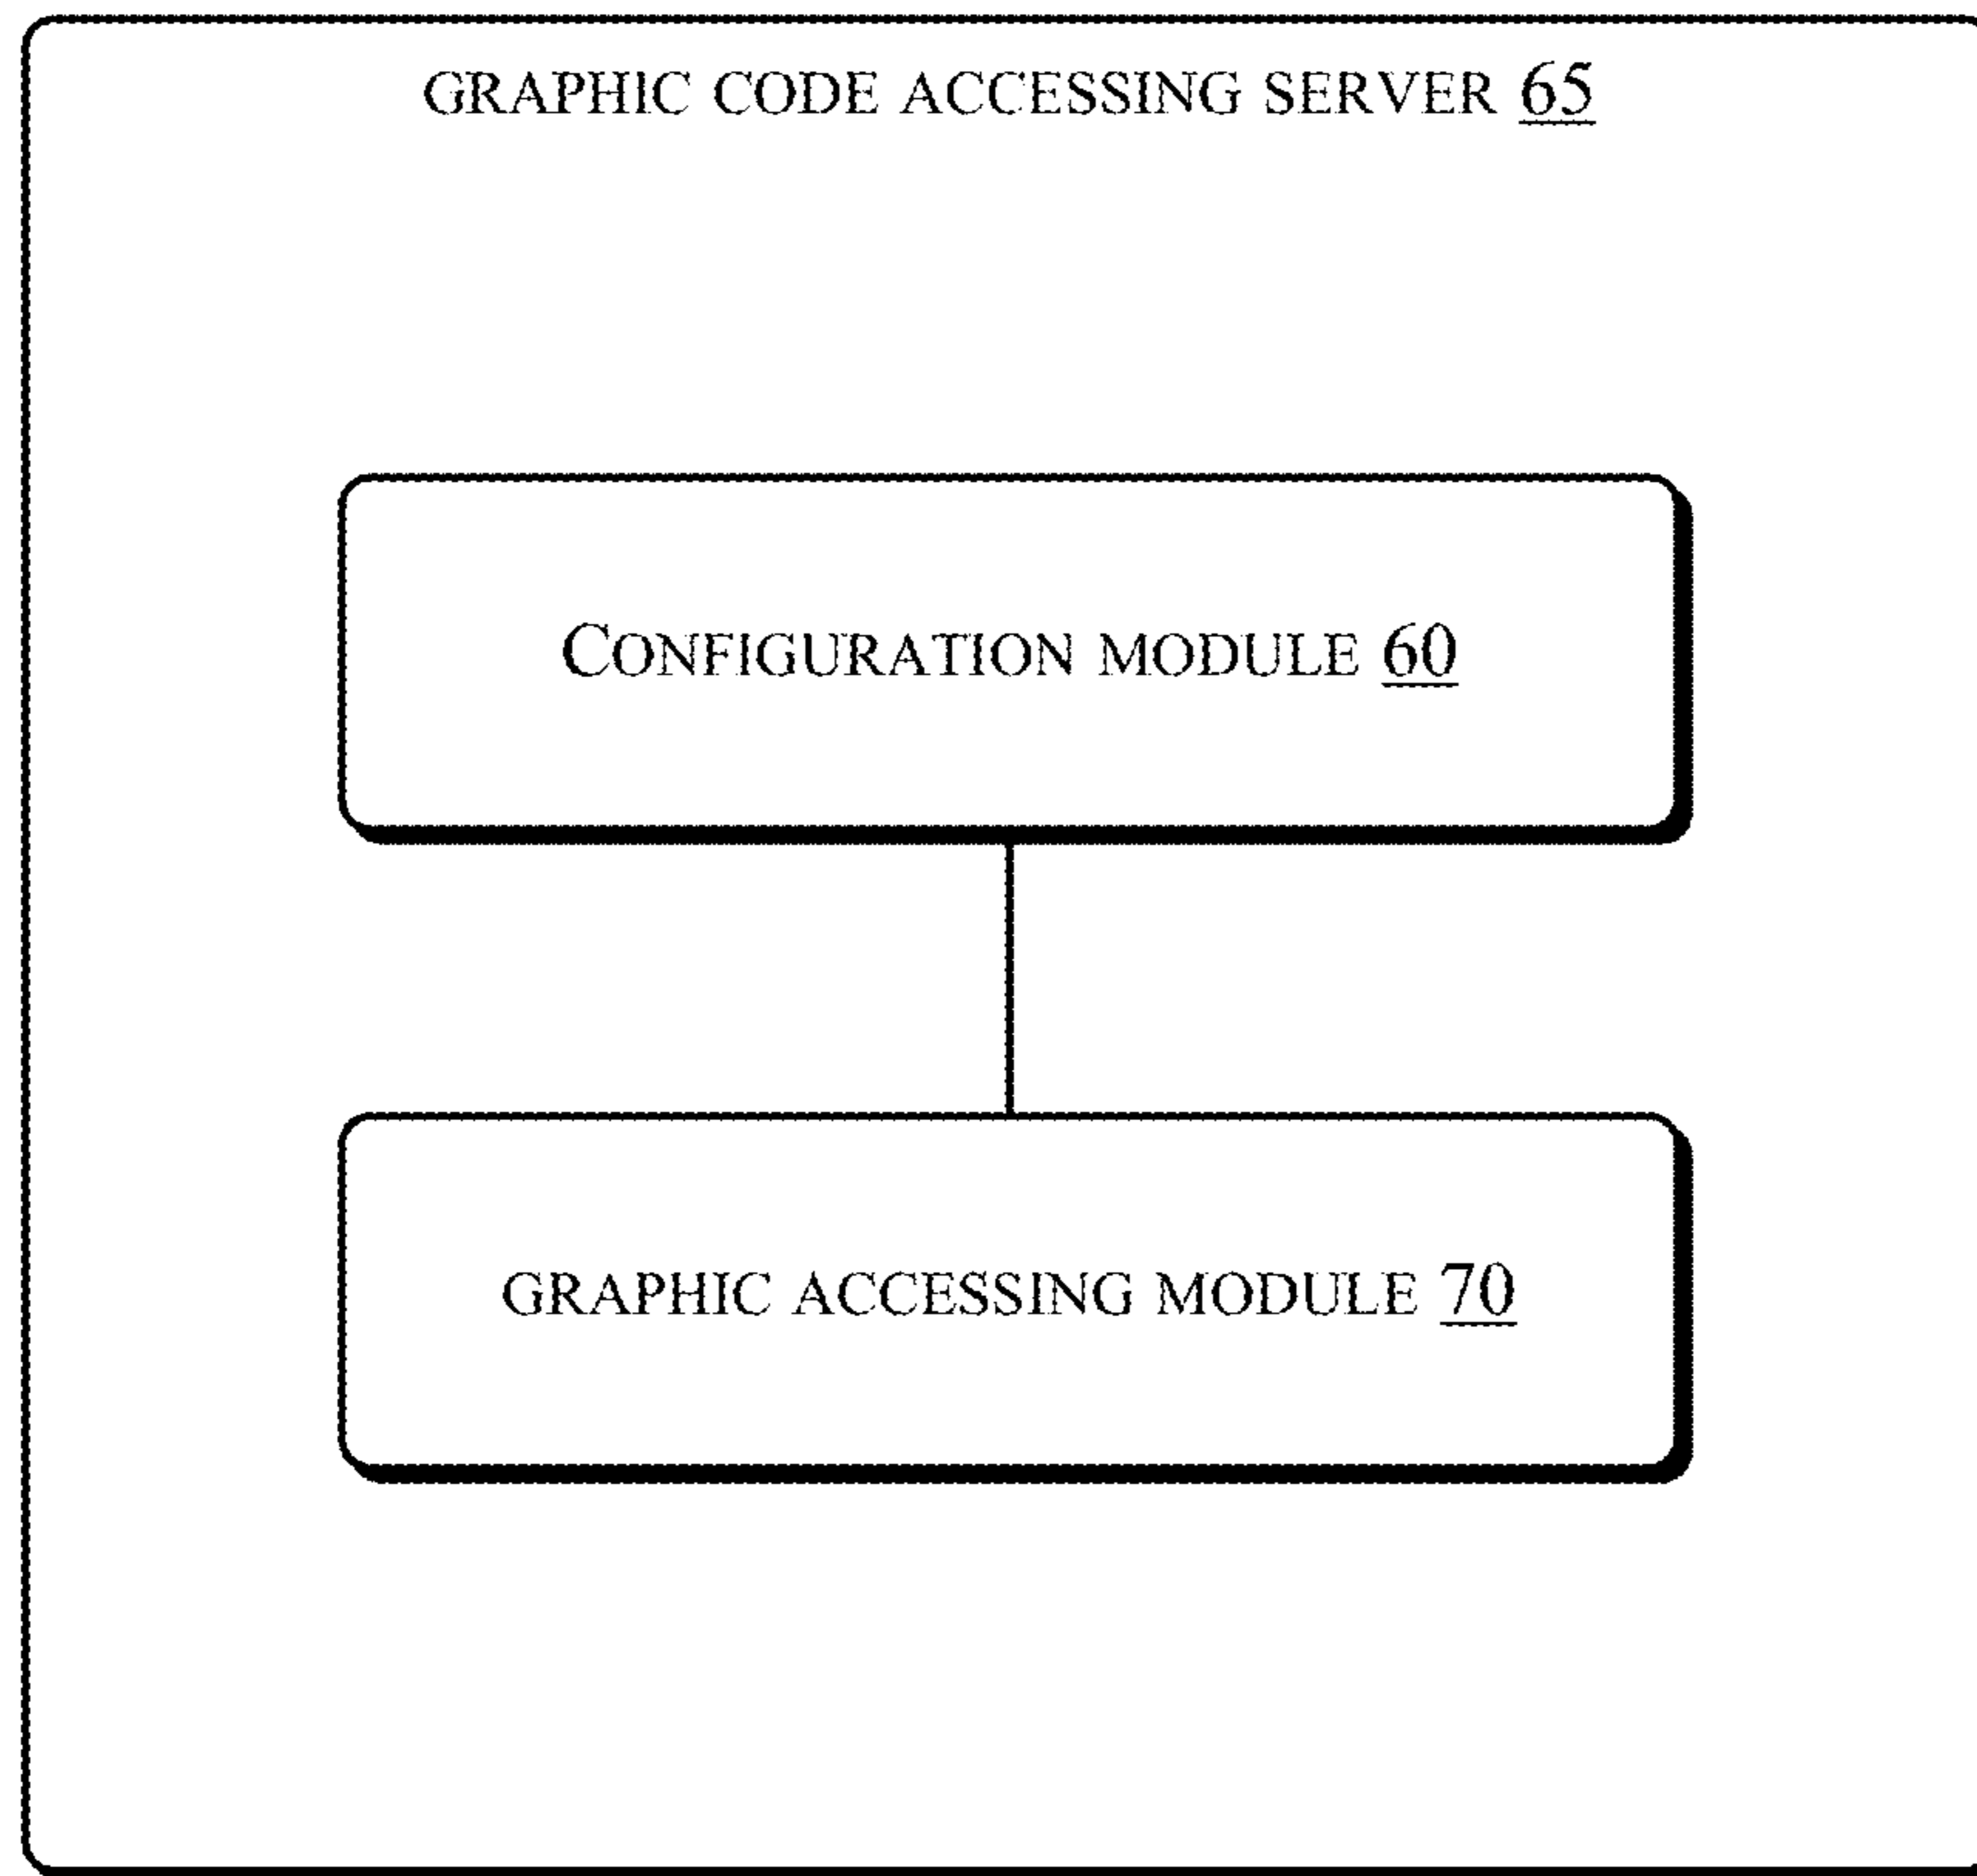 GRAPHIC CODE ACCESSING SERVER 65
CONFIGURATION MODULE 60
GRAPHIC ACCESSING MODULE 70